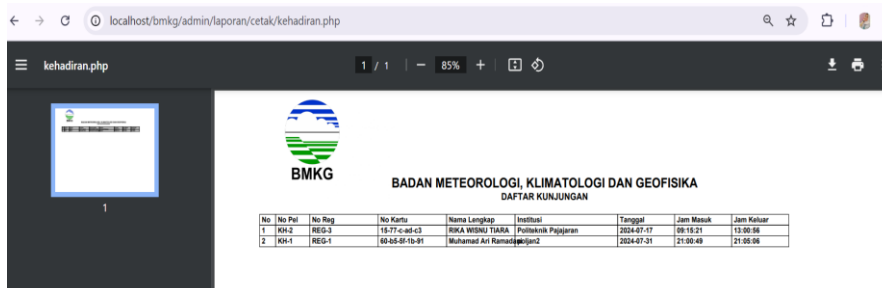 localhost/bmkg/admin/laporan/cetak/kehadiran.php
kehadiran.php 1 / 1 85%
1
BMKG
BADAN METEOROLOGI, KLIMATOLOGI DAN GEOFISIKA
DAFTAR KUNJUNGAN
No No Pel No Reg No Kartu Nama Lengkap Institusi Tanggal Jam Masuk Jam Keluar
1 KH-2 REG-3 15-77-c-ad-c3 RIKA WISNU TIARA Politeknik Pajajaran 2024-07-17 09:15:21 13:00:56
2 KH-1 REG-1 60-b5-5f-1b-91 Muhamad Ari 2024-07-31 21:00:49 21:05:06